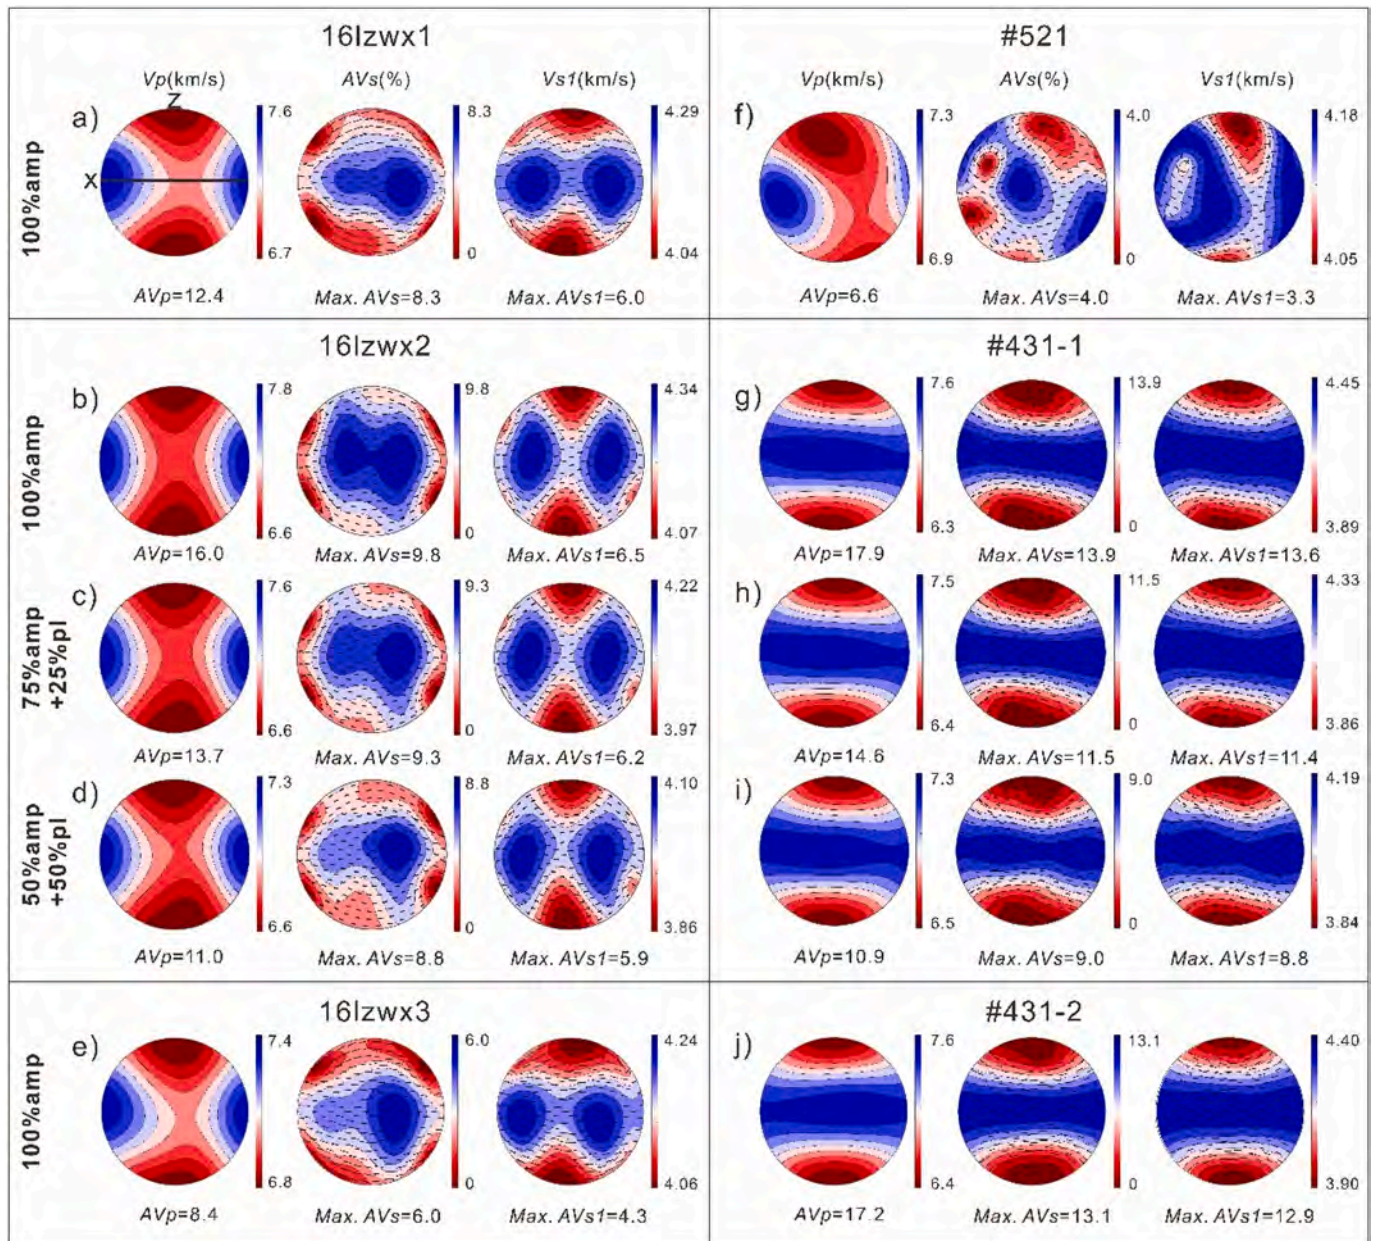 16lzwx1
Vp(km/s) AVs(%) Vs1(km/s)
100%amp
a)
Z
X
7.6
6.7
8.3
0
4.29
4.04
AVp=12.4 Max. AVs=8.3 Max. AVs1=6.0
#521
Vp(km/s) AVs(%) Vs1(km/s)
f)
7.3
6.9
4.0
0
4.18
4.05
AVp=6.6 Max. AVs=4.0 Max. AVs1=3.3
16lzwx2
100%amp
b)
7.8
6.6
9.8
0
4.34
4.07
AVp=16.0 Max. AVs=9.8 Max. AVs1=6.5
75%amp
+25%pl
c)
7.6
6.6
9.3
0
4.22
3.97
AVp=13.7 Max. AVs=9.3 Max. AVs1=6.2
50%amp
+50%pl
d)
7.3
6.6
8.8
0
4.10
3.86
AVp=11.0 Max. AVs=8.8 Max. AVs1=5.9
#431-1
g)
7.6
6.3
13.9
0
4.45
3.89
AVp=17.9 Max. AVs=13.9 Max. AVs1=13.6
h)
7.5
6.4
11.5
0
4.33
3.86
AVp=14.6 Max. AVs=11.5 Max. AVs1=11.4
i)
7.3
6.5
9.0
0
4.19
3.84
AVp=10.9 Max. AVs=9.0 Max. AVs1=8.8
16lzwx3
100%amp
e)
7.4
6.8
6.0
0
4.24
4.06
AVp=8.4 Max. AVs=6.0 Max. AVs1=4.3
#431-2
j)
7.6
6.4
13.1
0
4.40
3.90
AVp=17.2 Max. AVs=13.1 Max. AVs1=12.9